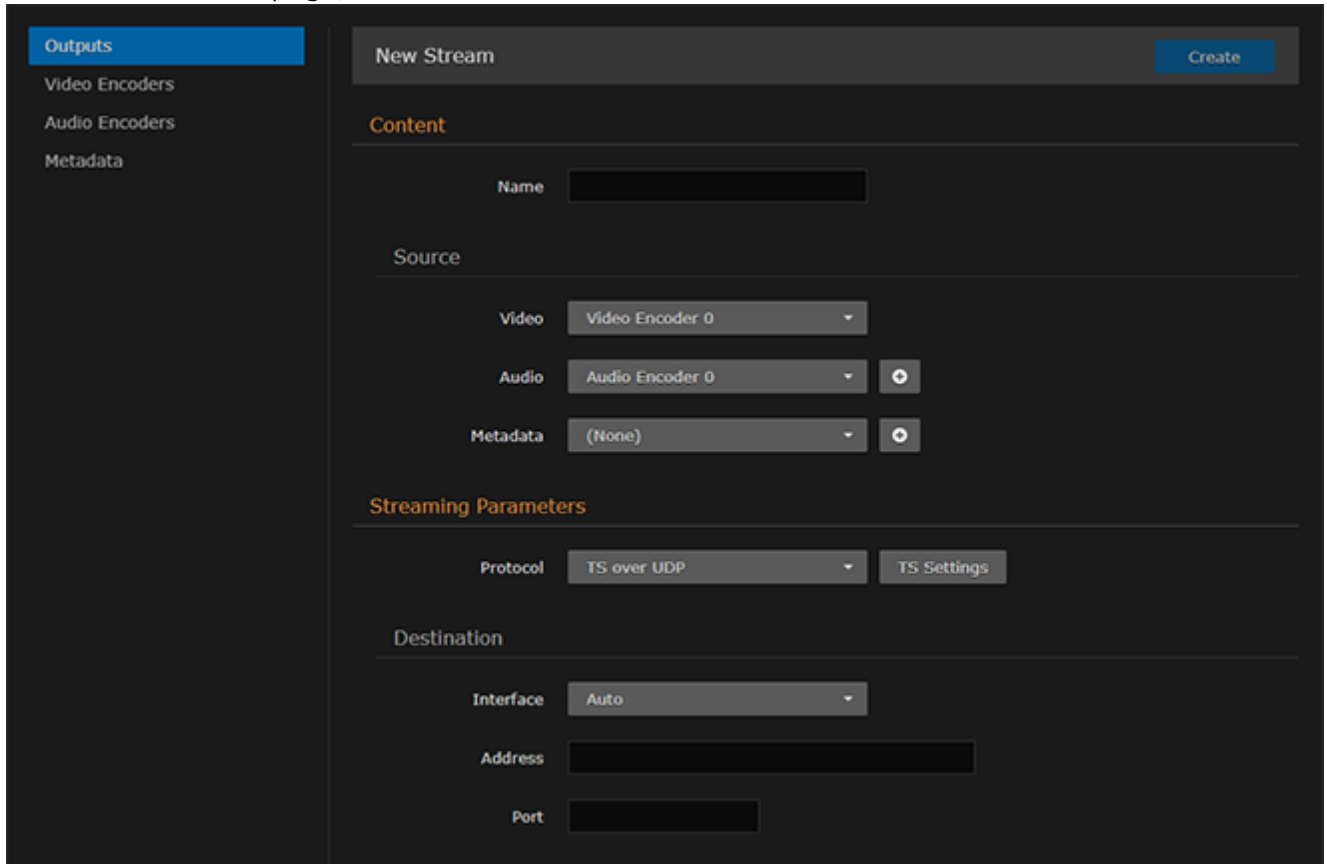 Outputs
Video Encoders
Audio Encoders
Metadata
New Stream
Create
Content
Name
Source
Video
Video Encoder 0
Audio
Audio Encoder 0
Metadata
(None)
Streaming Parameters
Protocol
TS over UDP
TS Settings
Destination
Interface
Auto
Address
Port